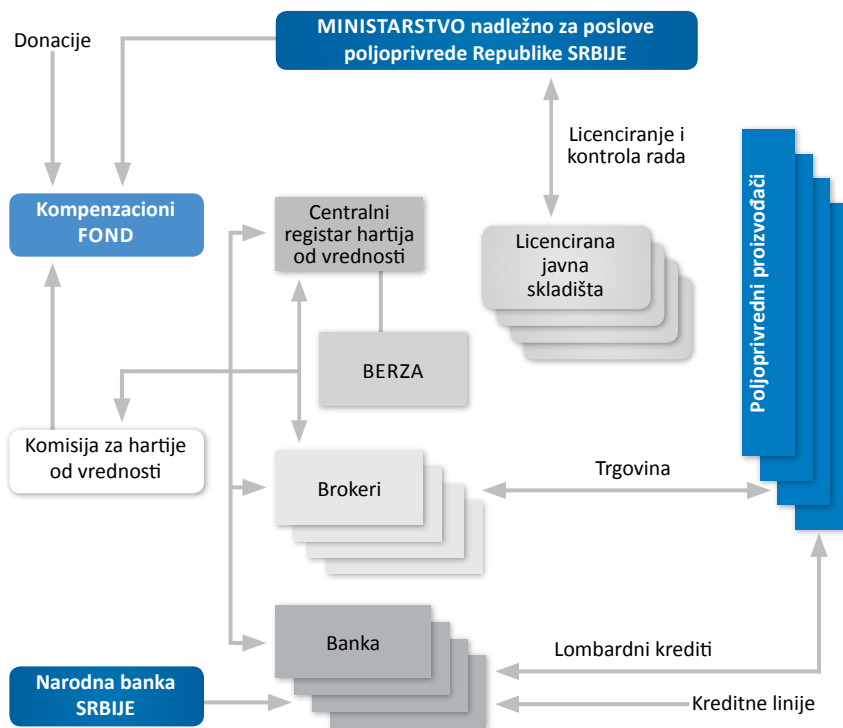 Donacije
MINISTARSTVO nadležno za poslove
poljoprivrede Republike SRBIJE
Licenciranje i
kontrola rada
Kompenzacioni
FOND
Centralni
registar hartija
od vrednosti
Licencirana
javna
skladišta
Poljoprivredni proizvođači
BERZA
Komisija za hartije
od vrednosti
Brokeri
Trgovina
Banka
Lombardni krediti
Narodna banka
SRBIJE
Kreditne linije